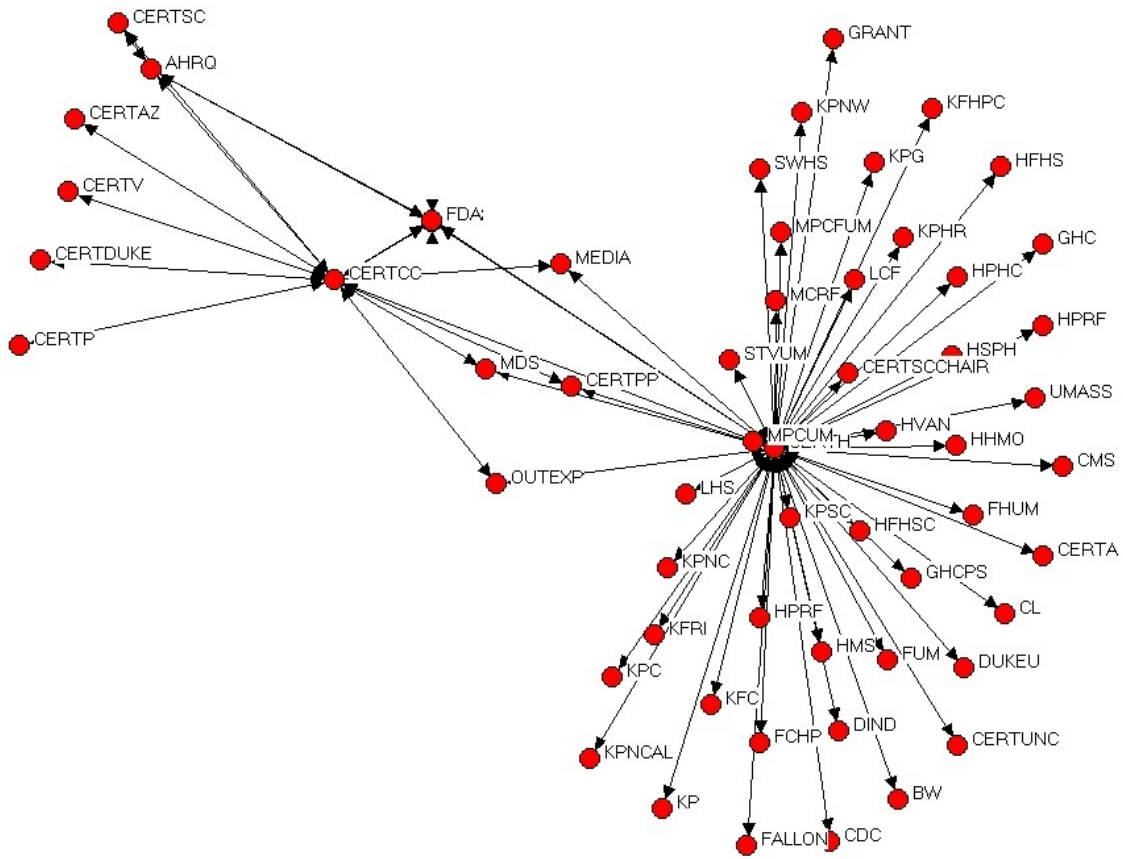 CERTSC
GRANT
AHRQ
KPNW
KFHPC
CERTAZ
SWHS
KPG
HFHS
CERTV
FDA
MPCFUM
KPHR
GHC
CERTDUKE
CERTCC
MEDIA
LCF
HPHC
MCRF
CERTP
HPRF
STVUM
HSPH
MDS
CERTPP
CERTSCCHAIR
UMASS
MPCUM
HVAN
HHMO
CMS
OUTEXP
LHS
KPSC
HFHSC
FHUM
CERTA
KPNC
GHCPS
HPRF
CL
KFRI
HMS
FUM
DUKEU
KPC
KFC
FCHP
DIND
CERTUNC
KPNCAL
KP
BW
FALLON
CDC